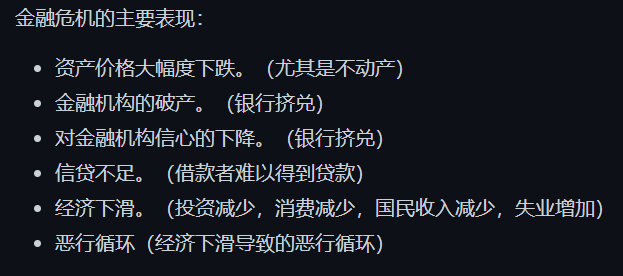 金融危机的主要表现：
• 资产价格大幅度下跌。（尤其是不动产）
• 金融机构的破产。（银行挤兑）
• 对金融机构信心的下降。（银行挤兑）
• 信贷不足。（借款者难以得到贷款）
• 经济下滑。（投资减少，消费减少，国民收入减少，失业增加）
• 恶行循环（经济下滑导致的恶行循环）